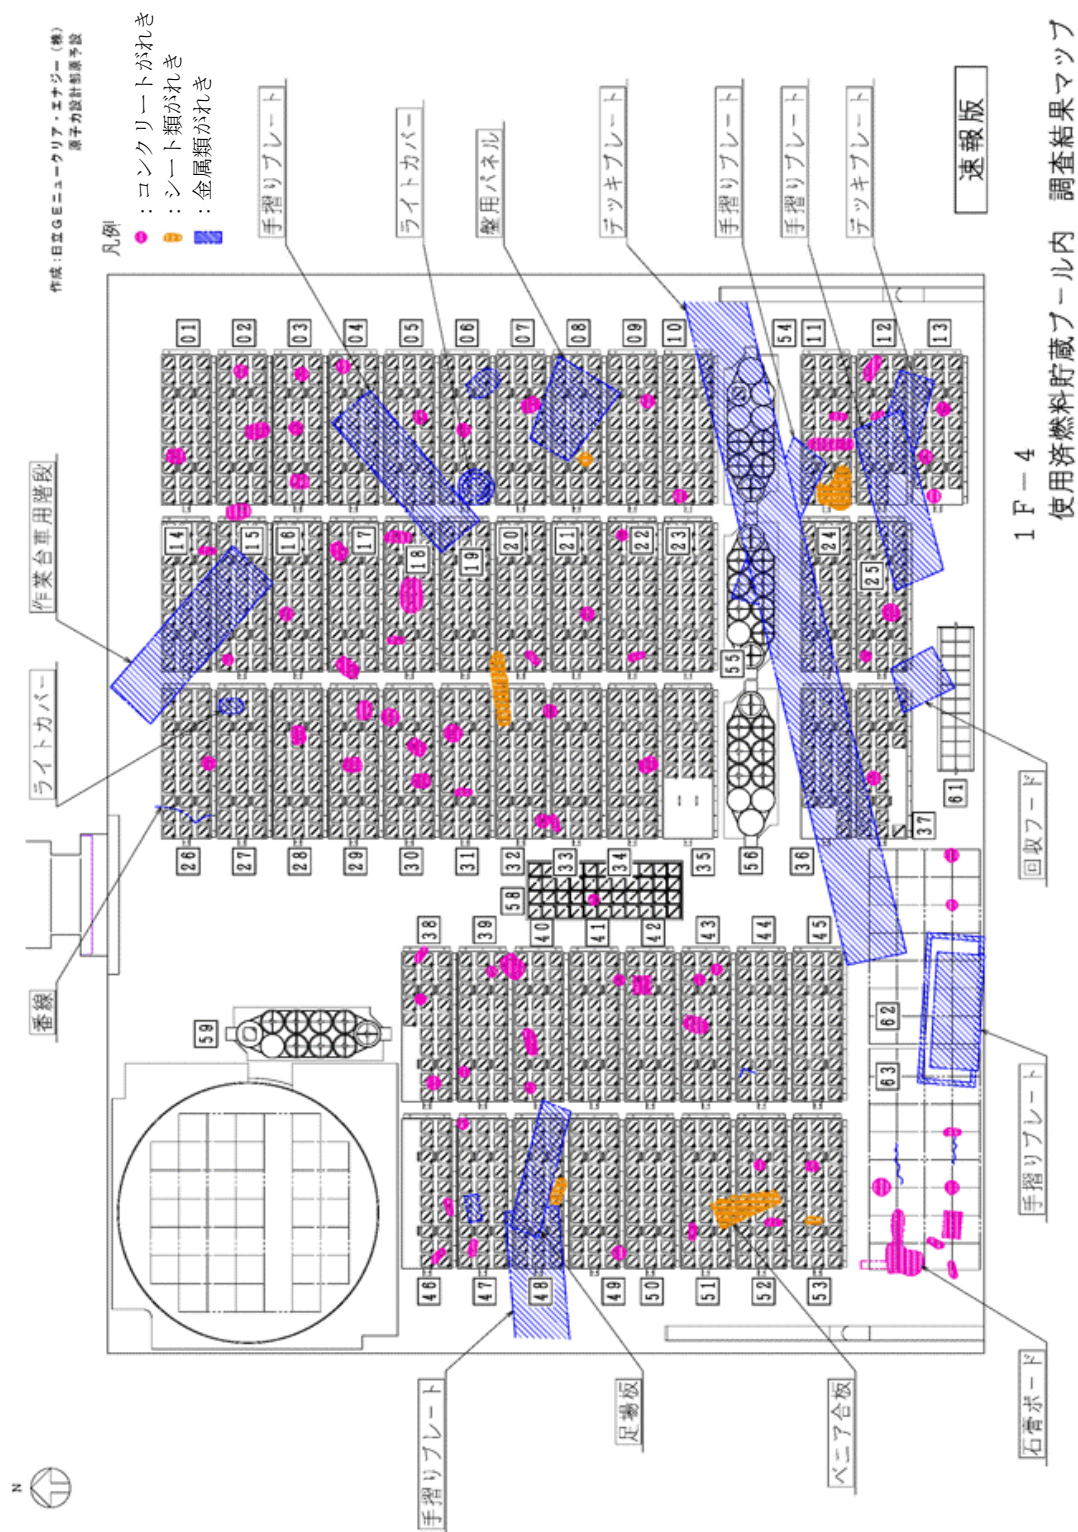 作成：日立GEニュークリア・エナジー（株）
原子力設計部原予設
凡例
：コンクリートがれき
：シート類がれき
：金属類がれき
番線
ライトカバー
作業台車用階段
手摺りプレート
ライトカバー
盤用パネル
デッキプレート
手摺りプレート
手摺りプレート
デッキプレート
手摺りプレート
足場板
ベニア合板
石膏ボード
手摺りプレート
回収フード
01
02
03
04
05
06
07
08
09
10
54
11
12
13
14
15
16
17
18
19
20
21
22
23
55
24
25
26
27
28
29
30
31
32
33
34
35
56
36
37
61
58
38
39
40
41
42
43
44
45
62
63
59
46
47
48
49
50
51
52
53
N
速報版
1F－4
使用済燃料貯蔵プール内　調査結果マップ